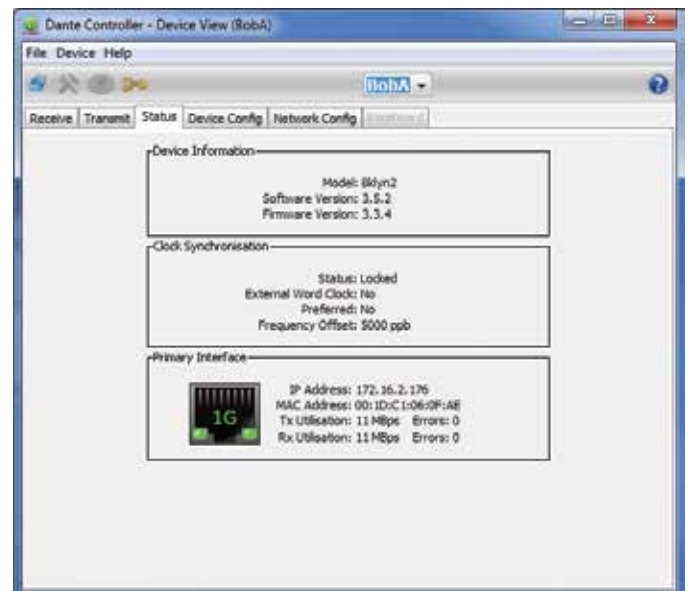 Dante Controller - Device View (BobA)
File Device Help
BobA
Receive Transmit Status Device Config Network Config
Device Information
Model: Bklyn2
Software Version: 3.5.2
Firmware Version: 3.3.4
Clock Synchronisation
Status: Locked
External Word Clock: No
Preferred: No
Frequency Offset: 5000 ppb
Primary Interface
1G
IP Address: 172.16.2.176
MAC Address: 00:1D:C1:06:0F:AE
Tx Utilisation: 11 MBps Errors: 0
Rx Utilisation: 11 MBps Errors: 0